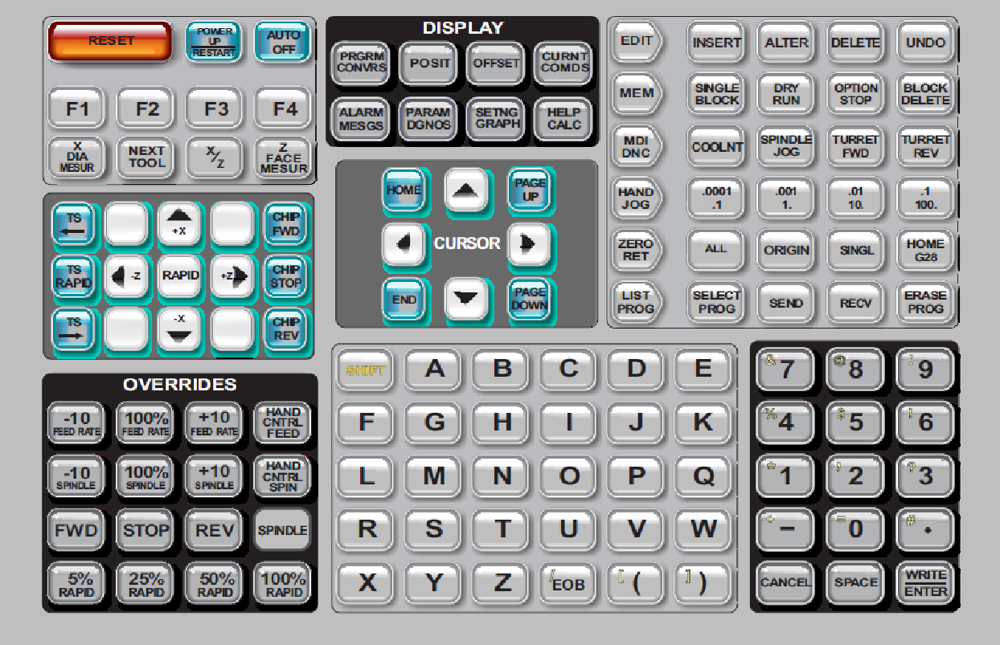 RESET
POWER
UP
RESTART
AUTO
OFF
F1
F2
F3
F4
X
DIA
MESUR
NEXT
TOOL
X/Z
Z
FACE
MESUR
TS
+X
CHIP
FWD
TS
RAPID
-Z
RAPID
+Z
CHIP
STOP
TS
-X
CHIP
REV
OVERRIDES
-10
FEED RATE
100%
FEED RATE
+10
FEED RATE
HAND
CNTRL
FEED
-10
SPINDLE
100%
SPINDLE
+10
SPINDLE
HAND
CNTRL
SPIN
FWD
STOP
REV
SPINDLE
5%
RAPID
25%
RAPID
50%
RAPID
100%
RAPID
DISPLAY
PRGRM
CONVRS
POSIT
OFFSET
CURNT
COMDS
ALARM
MESGS
PARAM
DGNOS
SETNG
GRAPH
HELP
CALC
HOME
PAGE
UP
CURSOR
END
PAGE
DOWN
EDIT
INSERT
ALTER
DELETE
UNDO
MEM
SINGLE
BLOCK
DRY
RUN
OPTION
STOP
BLOCK
DELETE
MDI
DNC
COOLNT
SPINDLE
JOG
TURRET
FWD
TURRET
REV
HAND
JOG
.0001
.1
.001
1.
.01
10.
.1
100.
ZERO
RET
ALL
ORIGIN
SINGL
HOME
G28
LIST
PROG
SELECT
PROG
SEND
RECV
ERASE
PROG
SHIFT
A
B
C
D
E
F
G
H
I
J
K
L
M
N
O
P
Q
R
S
T
U
V
W
X
Y
Z
/ EOB
[ (
] )
& 7
@ 8
: 9
% 4
$ 5
! 6
* 1
, 2
? 3
+ -
= 0
# .
CANCEL
SPACE
WRITE
ENTER